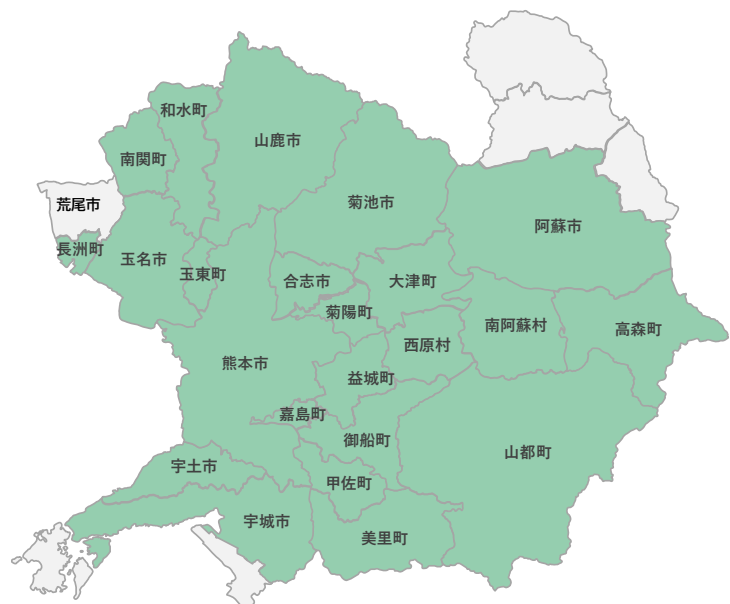 和水町
山鹿市
南関町
荒尾市
菊池市
阿蘇市
長洲町
玉名市
玉東町
合志市
大津町
菊陽町
南阿蘇村
高森町
西原村
熊本市
益城町
嘉島町
御船町
山都町
宇土市
甲佐町
宇城市
美里町